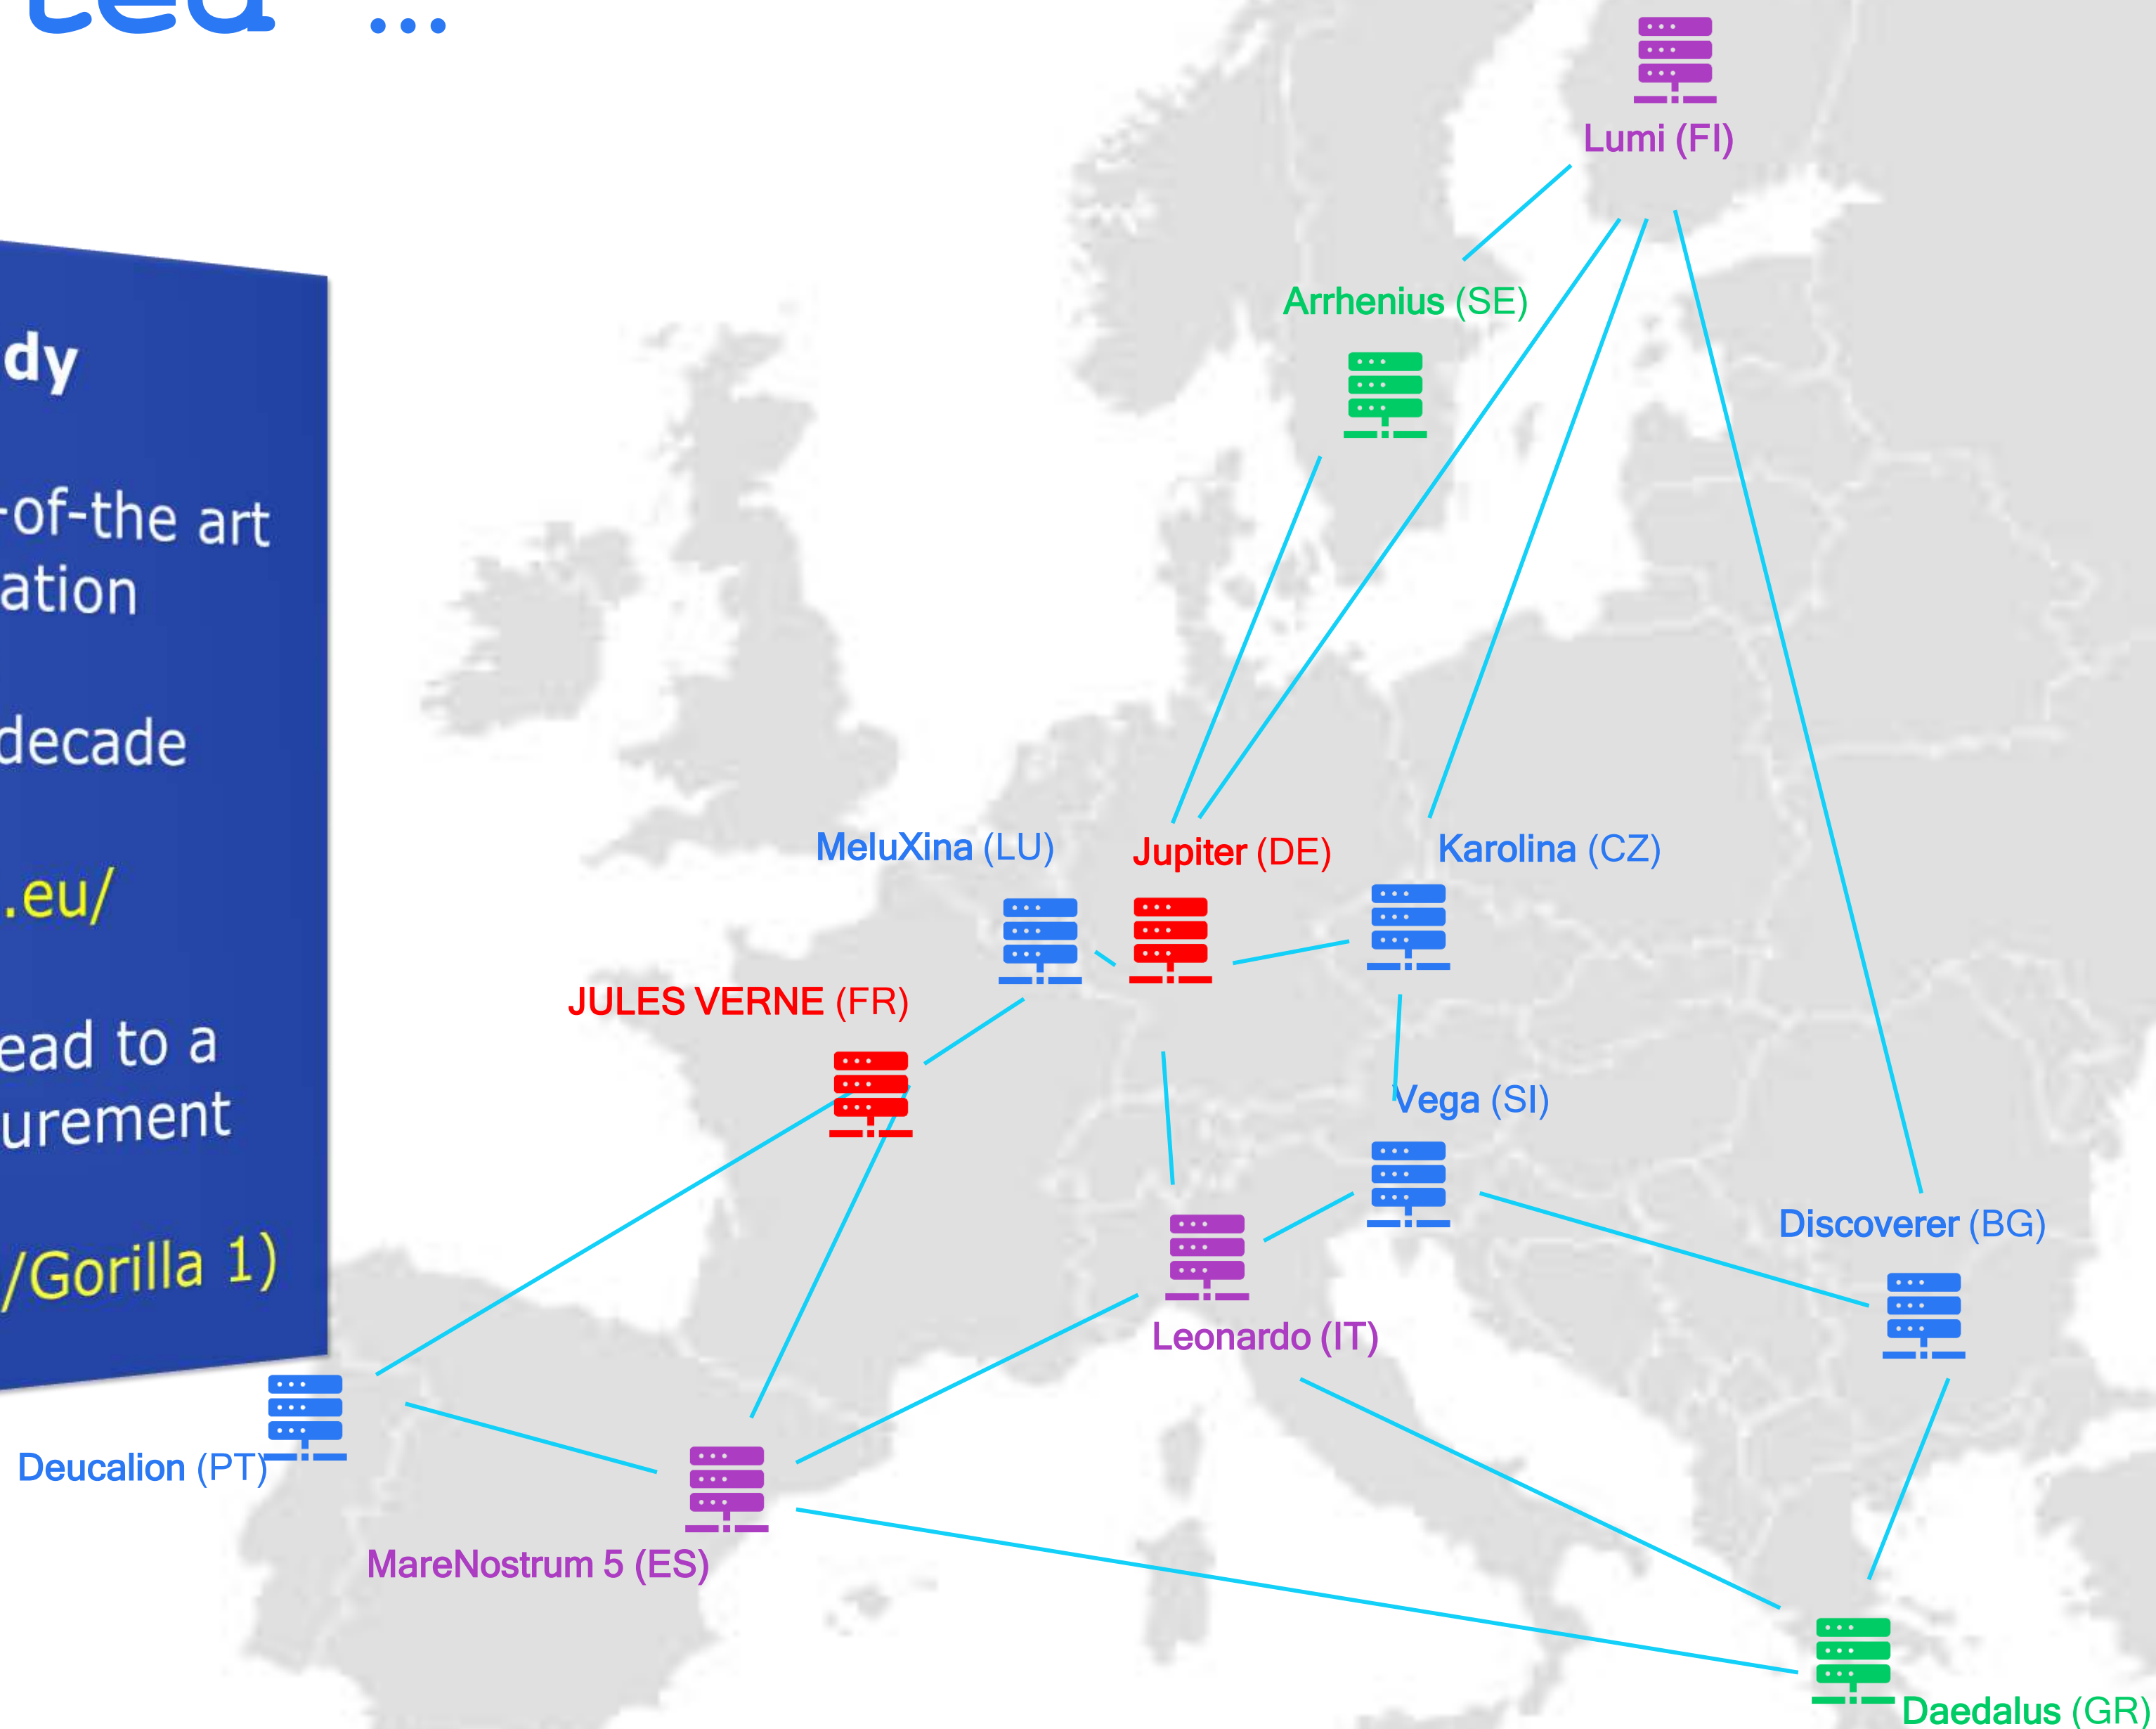 ted ...
dy
-of-the art
ation
decade
.eu/
ead to a
urement
/Gorilla 1)
Lumi (FI)
Arrhenius (SE)
MeluXina (LU)
Jupiter (DE)
Karolina (CZ)
JULES VERNE (FR)
Vega (SI)
Discoverer (BG)
Leonardo (IT)
Deucalion (PT)
MareNostrum 5 (ES)
Daedalus (GR)